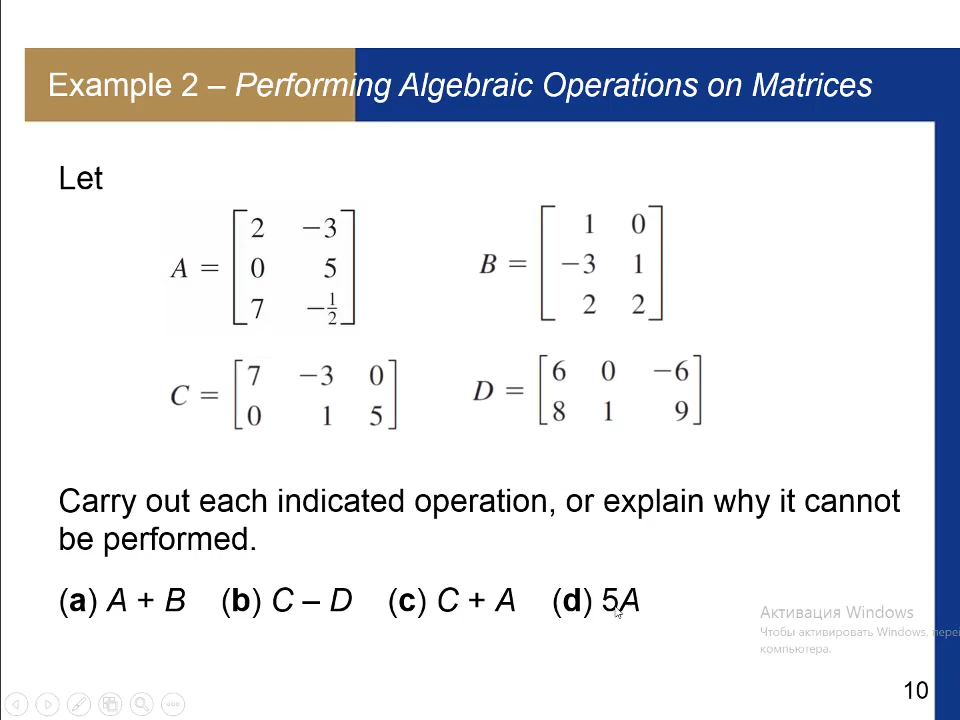 Example 2 – Performing Algebraic Operations on Matrices
Let
A = [2 −3; 0 5; 7 −1/2]
B = [1 0; −3 1; 2 2]
C = [7 −3 0; 0 1 5]
D = [6 0 −6; 8 1 9]
Carry out each indicated operation, or explain why it cannot
be performed.
(a) A + B (b) C – D (c) C + A (d) 5A
Активация Windows
Чтобы активировать Windows, пере
компьютера.
10